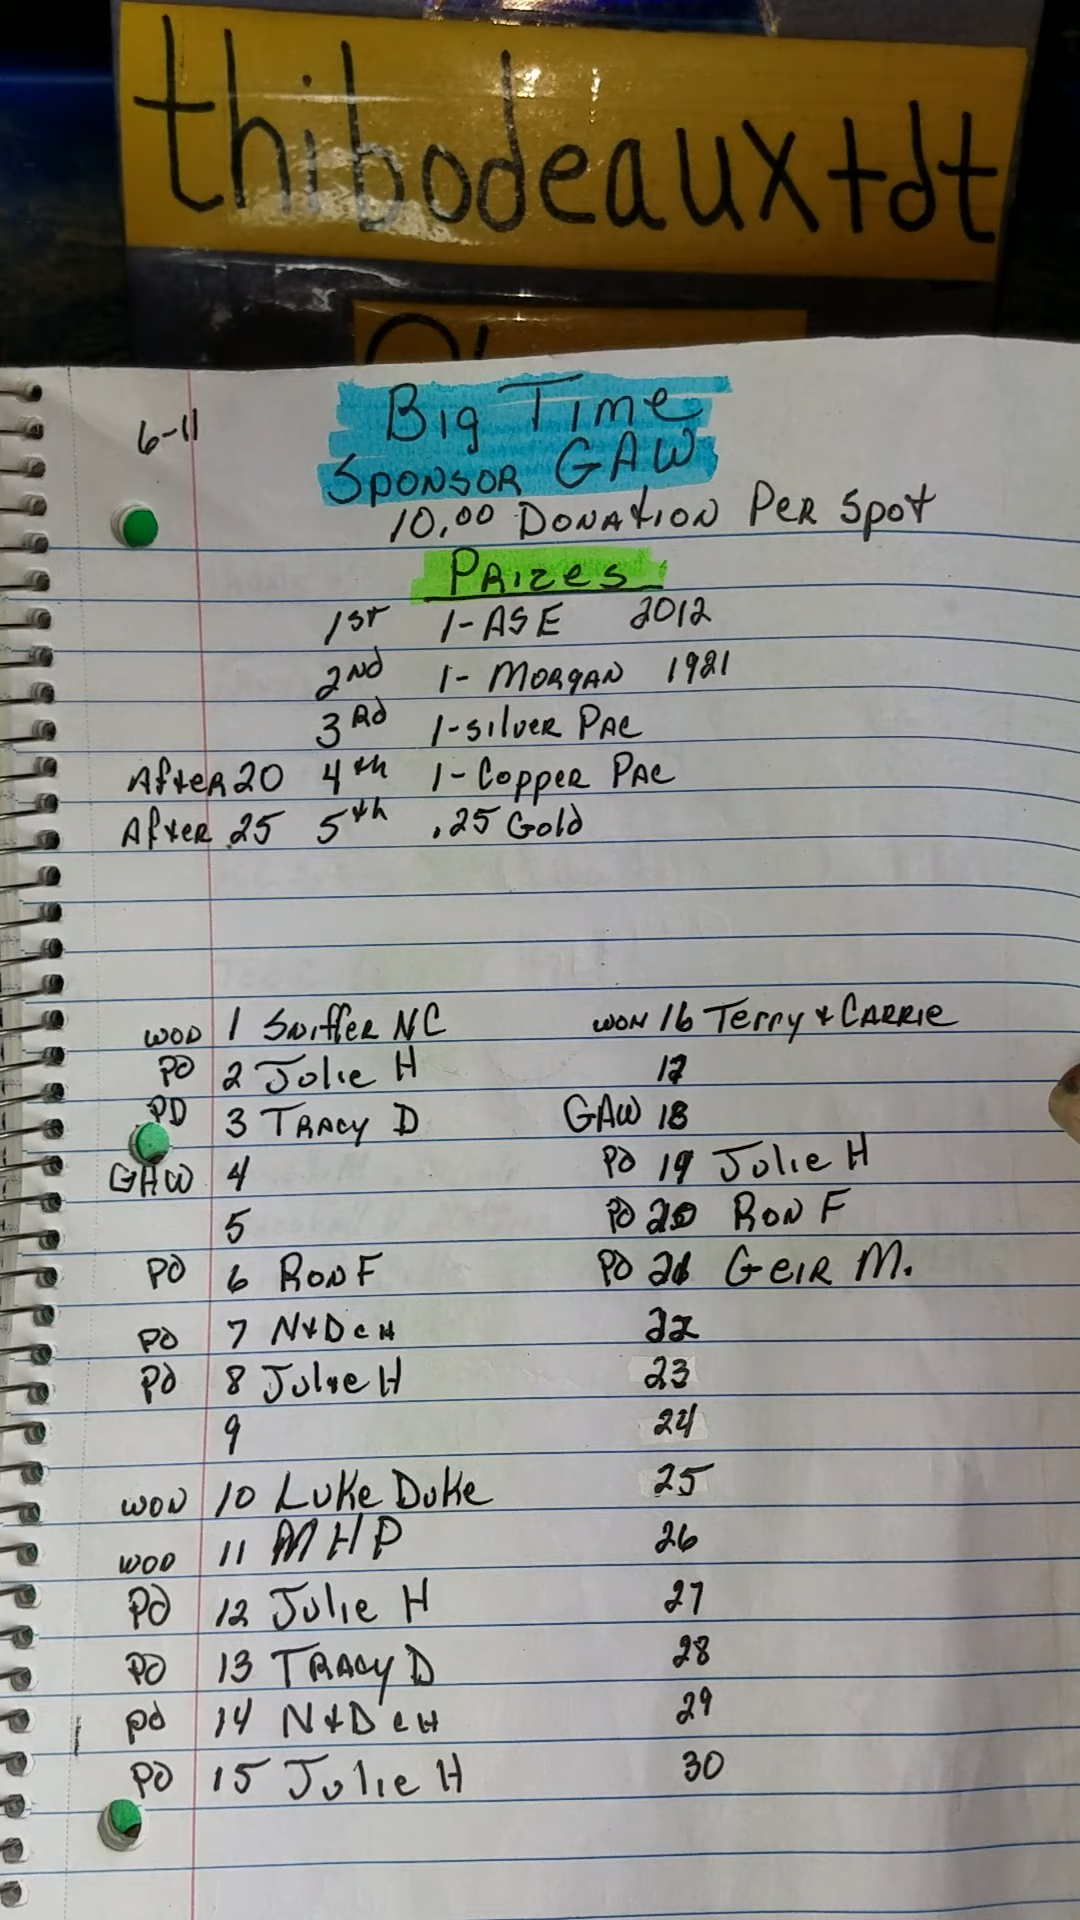 thibodeauxtdt
6-11
Big Time
Sponsor GAW
10.00 Donation Per Spot
Prizes
1st 1-ASE 2012
2nd 1-Morgan 1921
3rd 1-silver Pac
After 20 4th 1-Copper Pac
After 25 5th .25 Gold
won 1 Sniffer NC
PD 2 Julie H
PD 3 Tracy D
GAW 4
5
PD 6 Ron F
PD 7 N+D CH
Pd 8 Julie H
9
won 10 Luke Duke
won 11 MHP
Pd 12 Julie H
PD 13 Tracy D
pd 14 N+D CH
PD 15 Julie H
won 16 Terry + Carrie
17
GAW 18
PD 19 Julie H
PD 20 Ron F
PD 21 Geir M.
22
23
24
25
26
27
28
29
30